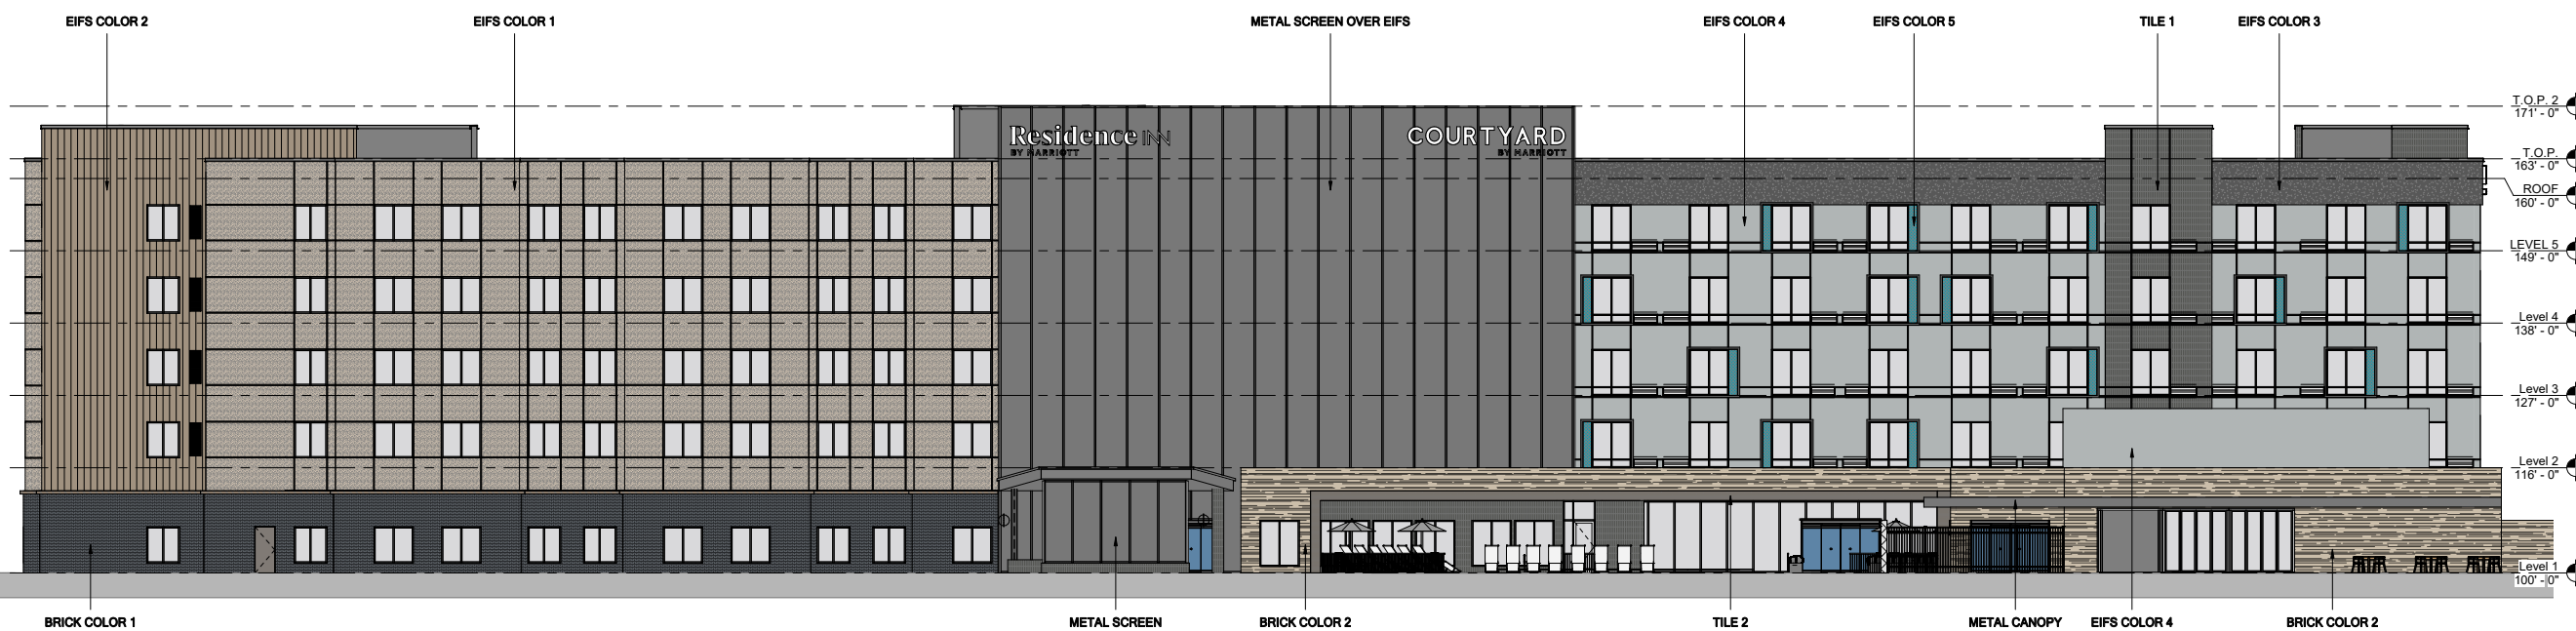 EIFS COLOR 2
EIFS COLOR 1
METAL SCREEN OVER EIFS
EIFS COLOR 4
EIFS COLOR 5
TILE 1
EIFS COLOR 3
T.O.P. 2
171' - 0"
Residence INN
BY MARRIOTT
COURTYARD
BY MARRIOTT
T.O.P.
163' - 0"
ROOF
160' - 0"
LEVEL 5
149' - 0"
Level 4
138' - 0"
Level 3
127' - 0"
Level 2
116' - 0"
Level 1
100' - 0"
BRICK COLOR 1
METAL SCREEN
BRICK COLOR 2
TILE 2
METAL CANOPY
EIFS COLOR 4
BRICK COLOR 2